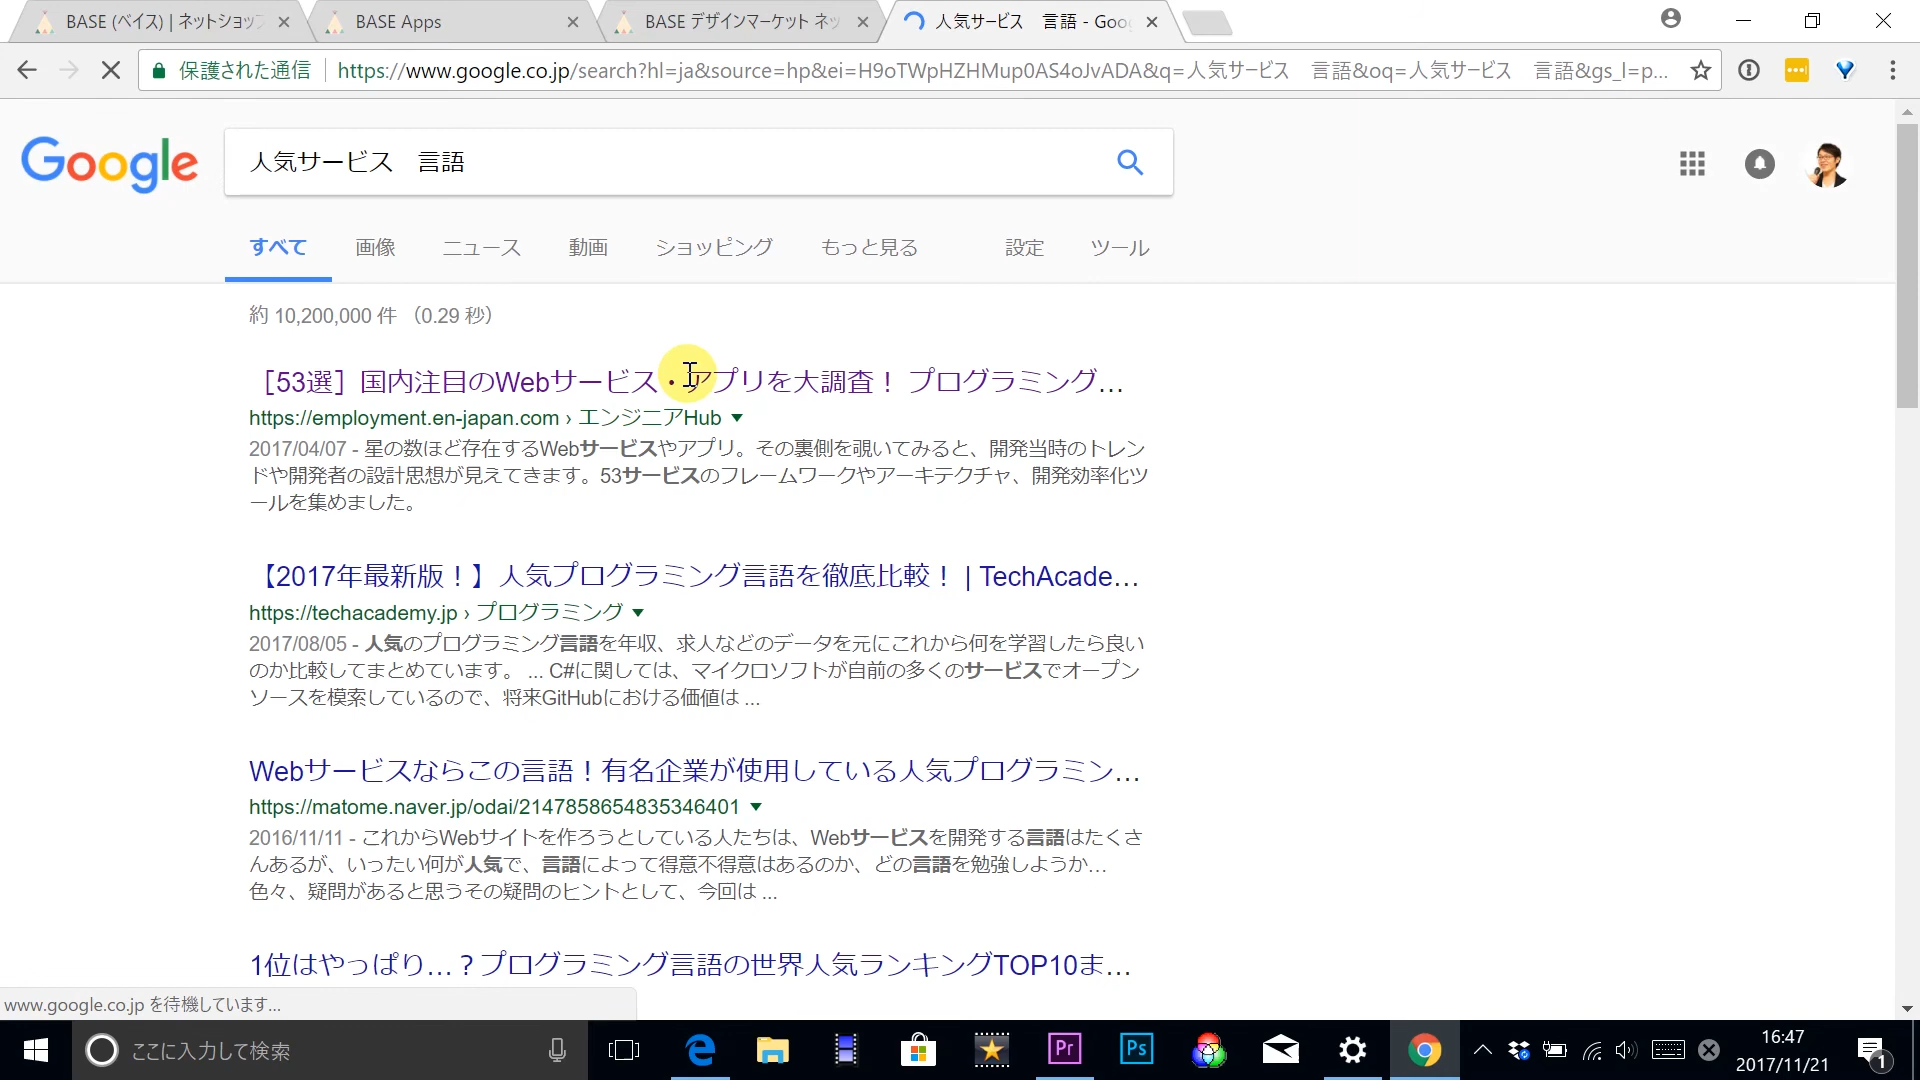 BASE (ベイス) | ネットショップ
BASE Apps
BASE デザインマーケット ネッ
人気サービス　言語 - Goo
保護された通信
https://www.google.co.jp/search?hl=ja&source=hp&ei=H9oTWpHZHMup0AS4oJvADA&q=人気サービス　言語&oq=人気サービス　言語&gs_l=p...
Google
人気サービス　言語
すべて 画像 ニュース 動画 ショッピング もっと見る 設定 ツール
約 10,200,000 件 （0.29 秒）
［53選］国内注目のWebサービス・アプリを大調査！ プログラミング...
https://employment.en-japan.com › エンジニアHub
2017/04/07 - 星の数ほど存在するWebサービスやアプリ。その裏側を覗いてみると、開発当時のトレン
ドや開発者の設計思想が見えてきます。53サービスのフレームワークやアーキテクチャ、開発効率化ツ
ールを集めました。
【2017年最新版！】人気プログラミング言語を徹底比較！ | TechAcade...
https://techacademy.jp › プログラミング
2017/08/05 - 人気のプログラミング言語を年収、求人などのデータを元にこれから何を学習したら良い
のか比較してまとめています。 ... C#に関しては、マイクロソフトが自前の多くのサービスでオープン
ソースを模索しているので、将来GitHubにおける価値は ...
Webサービスならこの言語！有名企業が使用している人気プログラミン...
https://matome.naver.jp/odai/2147858654835346401
2016/11/11 - これからWebサイトを作ろうとしている人たちは、Webサービスを開発する言語はたくさ
んあるが、いったい何が人気で、言語によって得意不得意はあるのか、どの言語を勉強しようか...
色々、疑問があると思うその疑問のヒントとして、今回は ...
1位はやっぱり...？プログラミング言語の世界人気ランキングTOP10ま...
www.google.co.jp を待機しています...
ここに入力して検索
Pr
Ps
16:47
2017/11/21
1